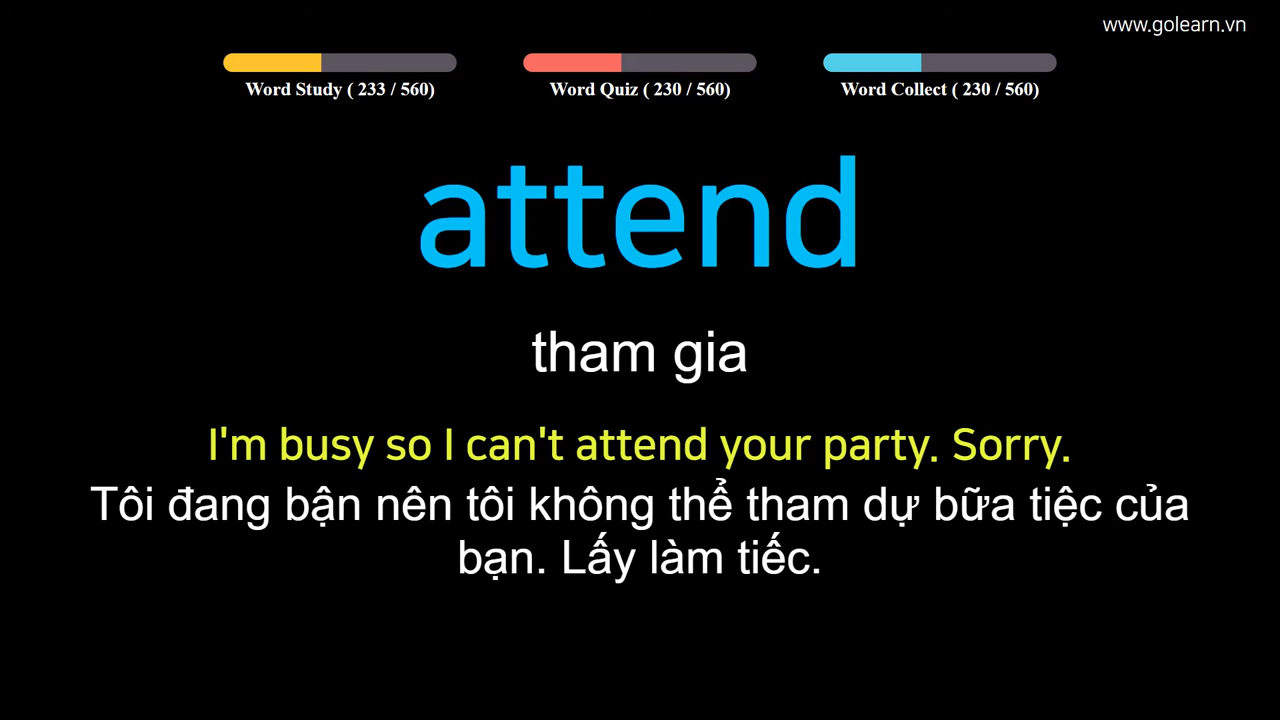 www.golearn.vn
Word Study ( 233 / 560)
Word Quiz ( 230 / 560)
Word Collect ( 230 / 560)
attend
tham gia
I'm busy so I can't attend your party. Sorry.
Tôi đang bận nên tôi không thể tham dự bữa tiệc của
bạn. Lấy làm tiếc.